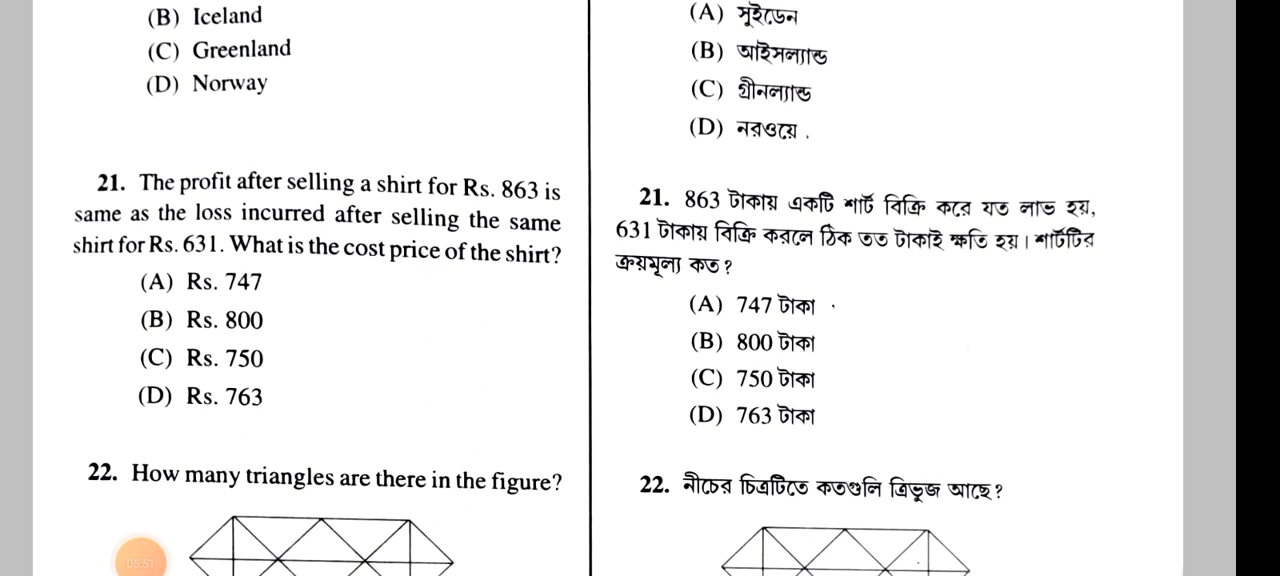 (B) Iceland
(C) Greenland
(D) Norway
21. The profit after selling a shirt for Rs. 863 is
same as the loss incurred after selling the same
shirt for Rs. 631. What is the cost price of the shirt?
(A) Rs. 747
(B) Rs. 800
(C) Rs. 750
(D) Rs. 763
22. How many triangles are there in the figure?
05:51
(A) সুইডেন
(B) আইসল্যান্ড
(C) গ্রীনল্যান্ড
(D) নরওয়ে .
21. 863 টাকায় একটি শার্ট বিক্রি করে যত লাভ হয়,
631 টাকায় বিক্রি করলে ঠিক তত টাকাই ক্ষতি হয়। শার্টটির
ক্রয়মূল্য কত?
(A) 747 টাকা
(B) 800 টাকা
(C) 750 টাকা
(D) 763 টাকা
22. নীচের চিত্রটিতে কতগুলি ত্রিভুজ আছে?